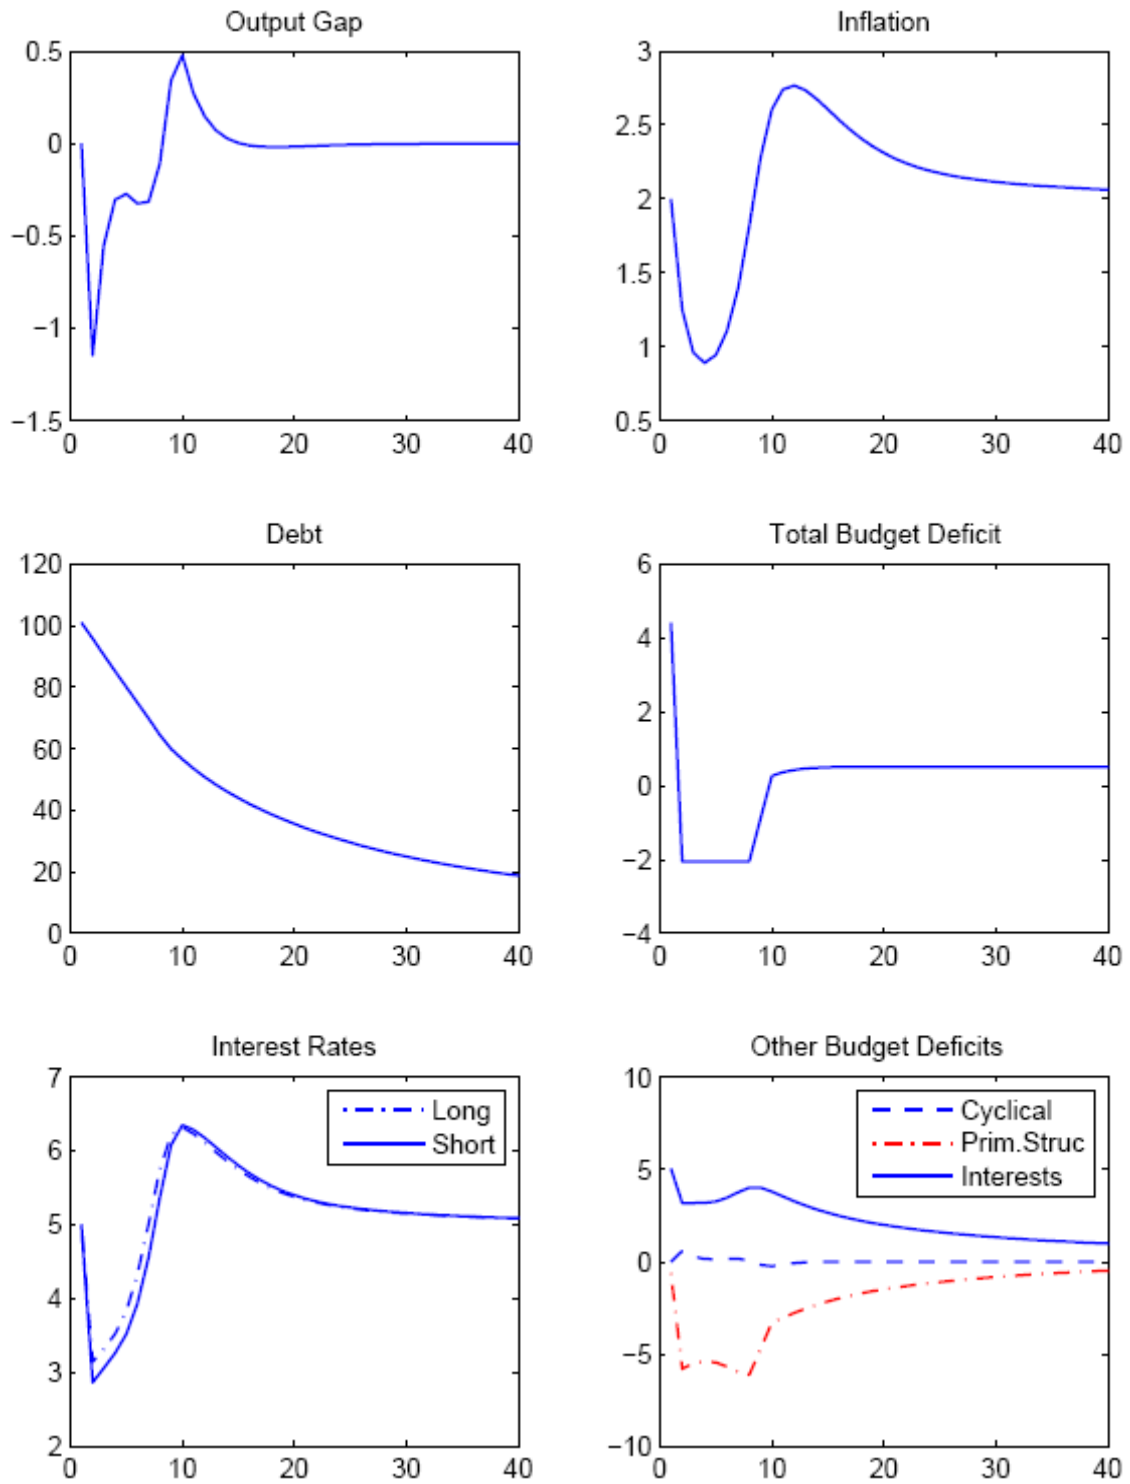 Output Gap
0.5
0
−0.5
−1
−1.5
0 10 20 30 40
Inflation
3
2.5
2
1.5
1
0.5
0 10 20 30 40
Debt
120
100
80
60
40
20
0
0 10 20 30 40
Total Budget Deficit
6
4
2
0
−2
−4
0 10 20 30 40
Interest Rates
7
6
5
4
3
2
Long
Short
0 10 20 30 40
Other Budget Deficits
10
5
0
−5
−10
Cyclical
Prim.Struc
Interests
0 10 20 30 40